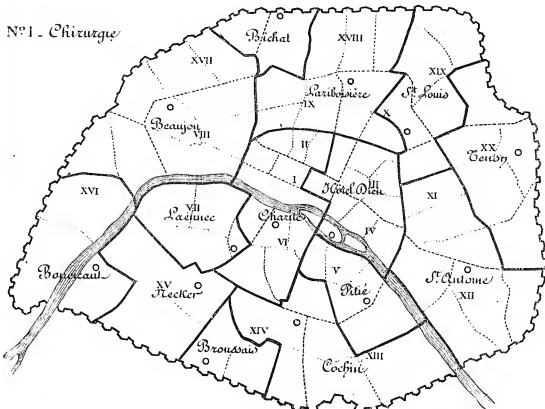 Nº 1 - Chirurgie
Bichat
XVIII
XVII
XIX
Lariboisière
St Louis
IX
X
Beaujon
VIII
II
XX
Tenon
I
III
Hôtel Dieu
XI
XVI
VII
Laënnec
Charité
IV
VI
V
Boucicaut
XV
Necker
Pitié
St Antoine
XII
XIV
Broussais
XIII
Cochin